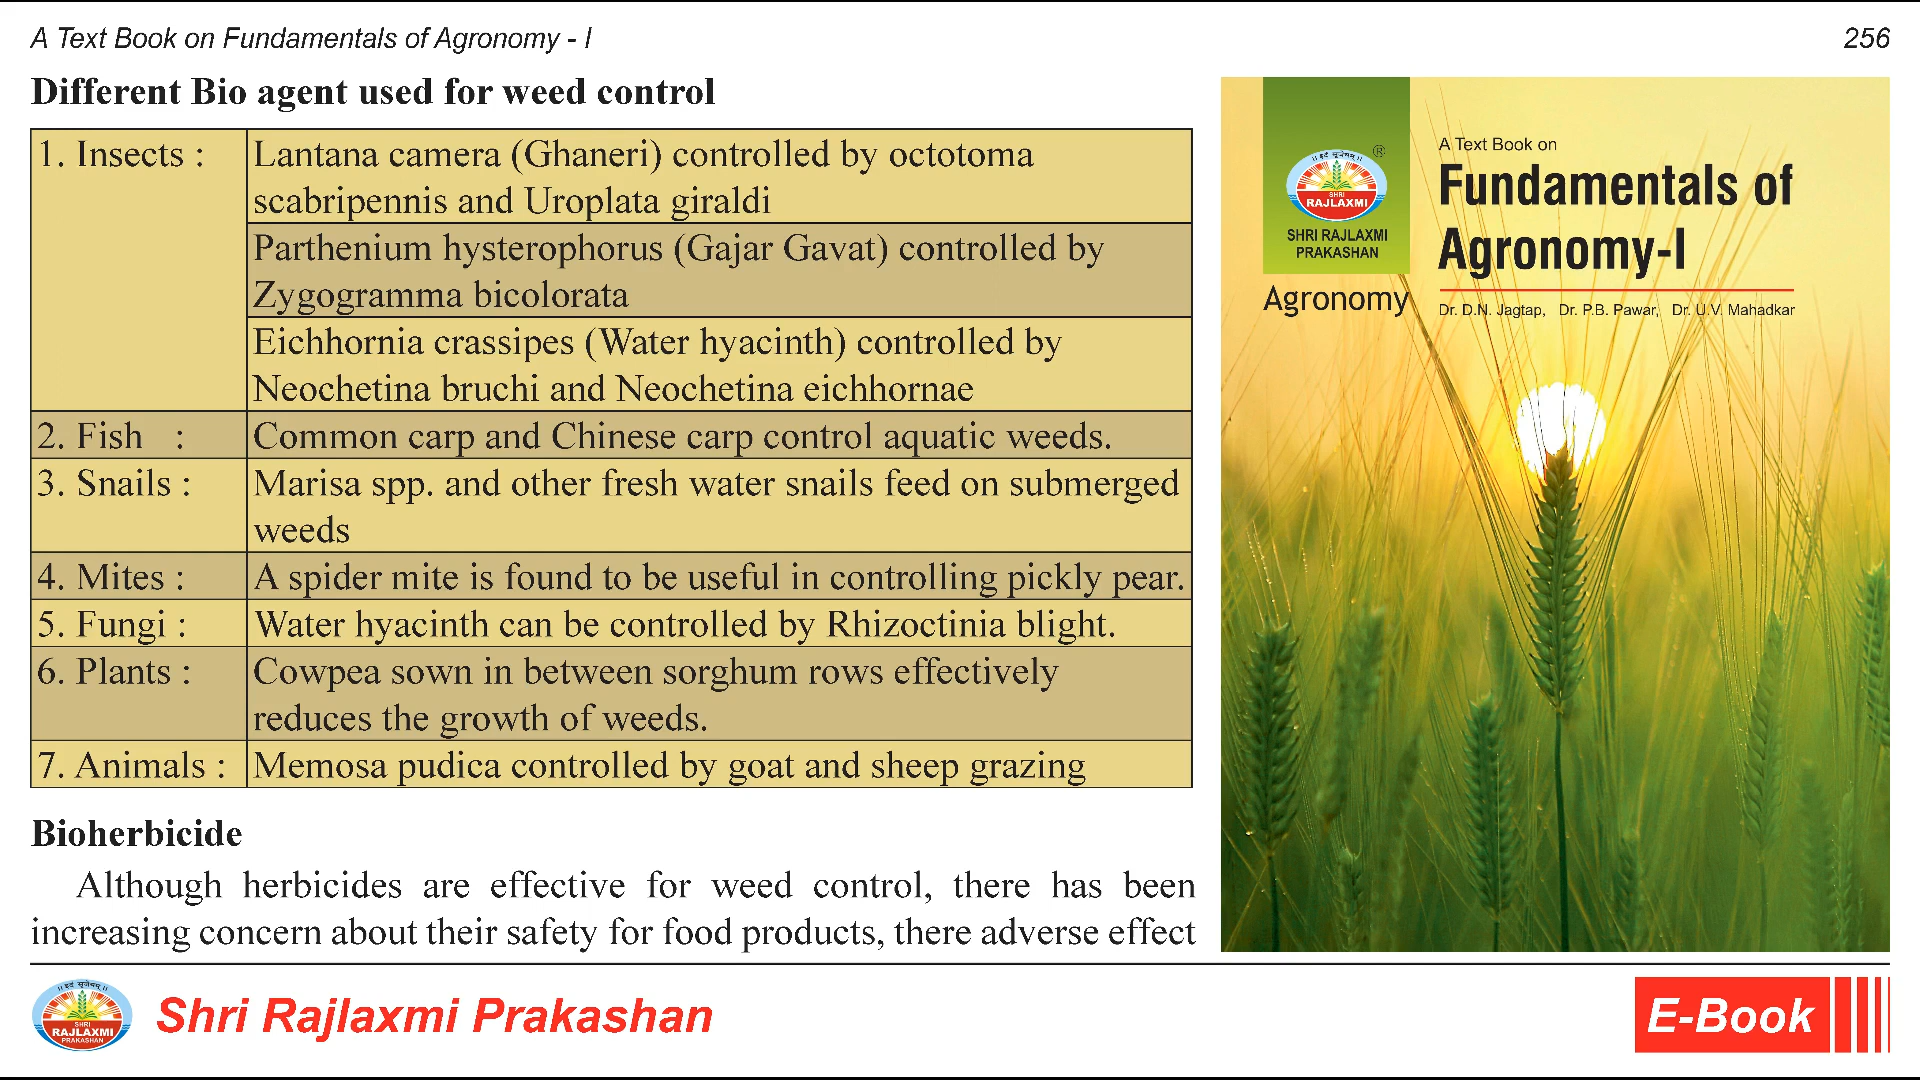 A Text Book on Fundamentals of Agronomy - I
256
Different Bio agent used for weed control
1. Insects :
Lantana camera (Ghaneri) controlled by octotoma
scabripennis and Uroplata giraldi
Parthenium hysterophorus (Gajar Gavat) controlled by
Zygogramma bicolorata
Eichhornia crassipes (Water hyacinth) controlled by
Neochetina bruchi and Neochetina eichhornae
2. Fish :
Common carp and Chinese carp control aquatic weeds.
3. Snails :
Marisa spp. and other fresh water snails feed on submerged
weeds
4. Mites :
A spider mite is found to be useful in controlling pickly pear.
5. Fungi :
Water hyacinth can be controlled by Rhizoctinia blight.
6. Plants :
Cowpea sown in between sorghum rows effectively
reduces the growth of weeds.
7. Animals :
Memosa pudica controlled by goat and sheep grazing
Bioherbicide
Although herbicides are effective for weed control, there has been
increasing concern about their safety for food products, there adverse effect
®
SHRI
RAJLAXMI
SHRI RAJLAXMI
PRAKASHAN
Agronomy
A Text Book on
Fundamentals of
Agronomy-I
Dr. D.N. Jagtap, Dr. P.B. Pawar, Dr. U.V. Mahadkar
SHRI
RAJLAXMI
PRAKASHAN
Shri Rajlaxmi Prakashan
E-Book